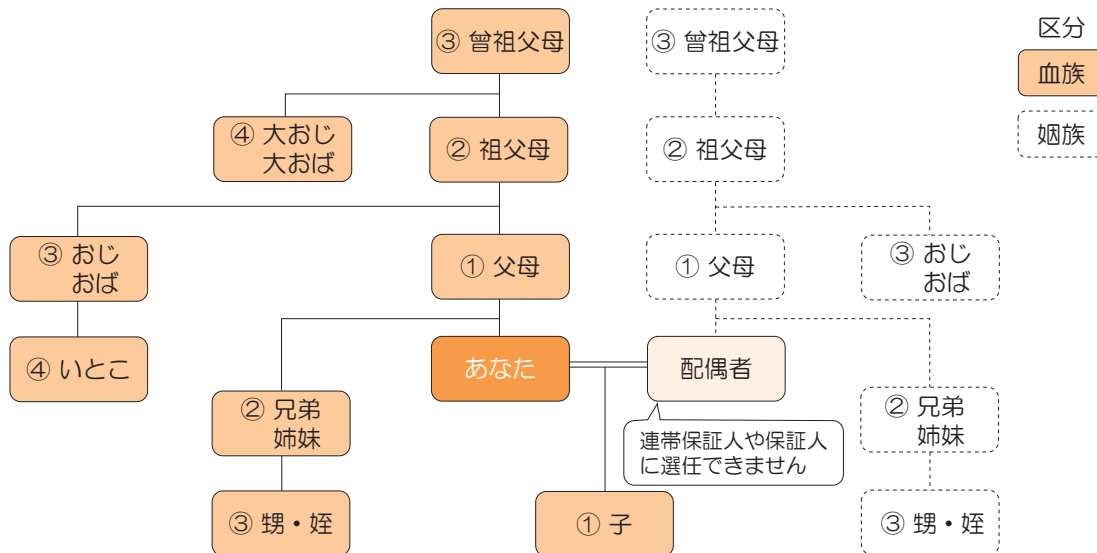 ③ 曾祖父母
③ 曾祖父母
区分
血族
④ 大おじ
大おば
② 祖父母
② 祖父母
姻族
③ おじ
おば
① 父母
① 父母
③ おじ
おば
④ いとこ
あなた
配偶者
② 兄弟
姉妹
連帯保証人や保証人
に選任できません
② 兄弟
姉妹
③ 甥・姪
① 子
③ 甥・姪